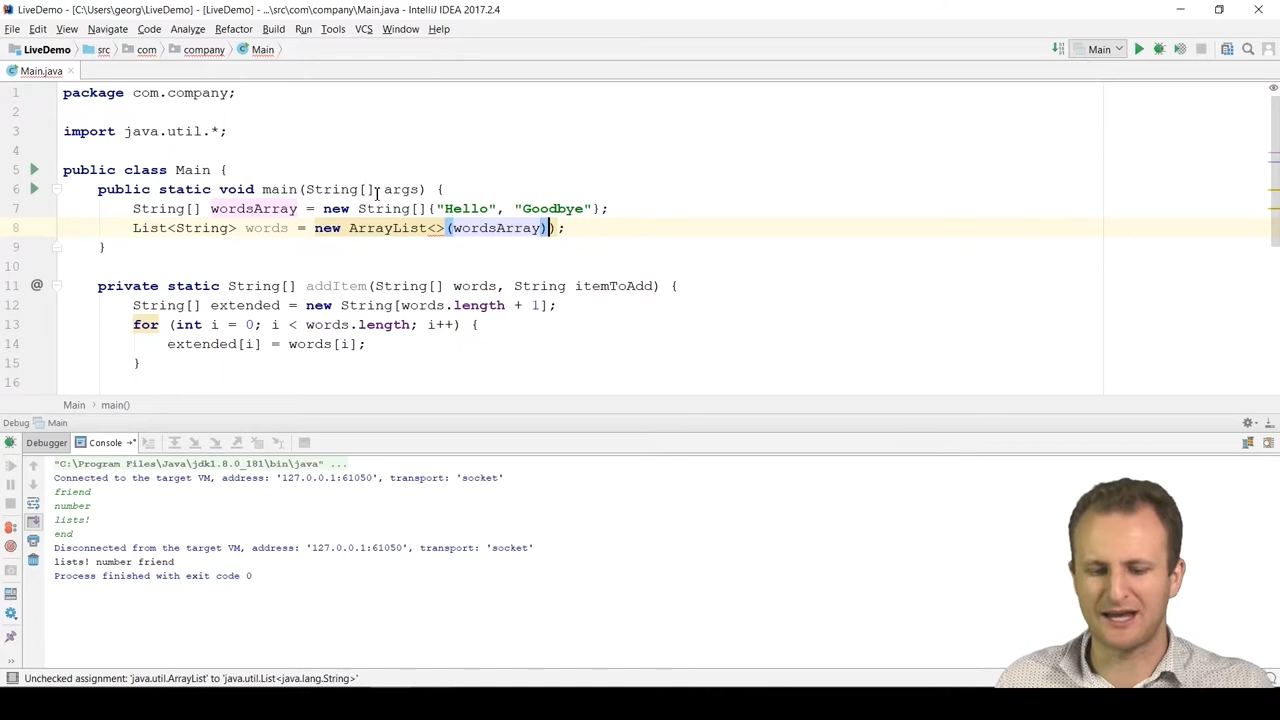 LiveDemo - [C:\Users\georg\LiveDemo] - [LiveDemo] - ...\src\com\company\Main.java - IntelliJ IDEA 2017.2.4
File Edit View Navigate Code Analyze Refactor Build Run Tools VCS Window Help
LiveDemo src com company Main Main
Main.java
1 package com.company;
2
3 import java.util.*;
4
5 public class Main {
6 public static void main(String[] args) {
7 String[] wordsArray = new String[]{"Hello", "Goodbye"};
8 List<String> words = new ArrayList<>(wordsArray));
9 }
10
11 @ private static String[] addItem(String[] words, String itemToAdd) {
12 String[] extended = new String[words.length + 1];
13 for (int i = 0; i < words.length; i++) {
14 extended[i] = words[i];
15 }
16
Main main()
Debug Main
Debugger Console
"C:\Program Files\Java\jdk1.8.0_181\bin\java" ...
Connected to the target VM, address: '127.0.0.1:61050', transport: 'socket'
friend
number
lists!
end
Disconnected from the target VM, address: '127.0.0.1:61050', transport: 'socket'
lists! number friend
Process finished with exit code 0
Unchecked assignment: 'java.util.ArrayList' to 'java.util.List<java.lang.String>'